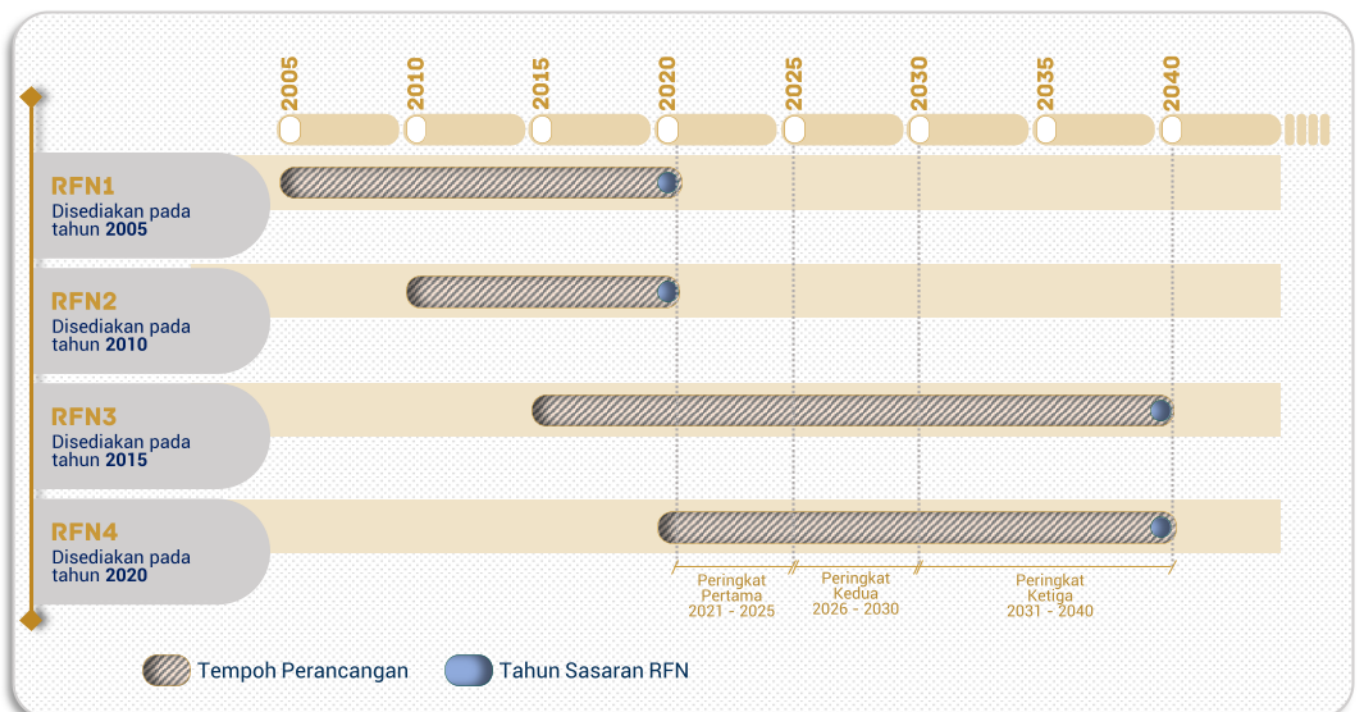 2005
2010
2015
2020
2025
2030
2035
2040
RFN1
Disediakan pada
tahun 2005
RFN2
Disediakan pada
tahun 2010
RFN3
Disediakan pada
tahun 2015
RFN4
Disediakan pada
tahun 2020
Peringkat
Pertama
2021 - 2025
Peringkat
Kedua
2026 - 2030
Peringkat
Ketiga
2031 - 2040
Tempoh Perancangan
Tahun Sasaran RFN